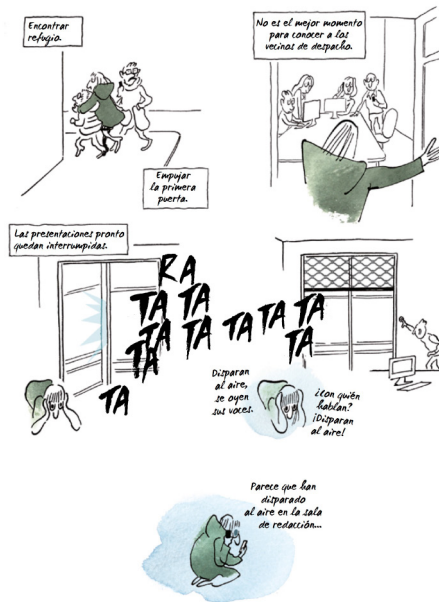 Encontrar
refugio.
No es el mejor momento
para conocer a los
vecinos de despacho.
Empujar
la primera
puerta.
Las presentaciones pronto
quedan interrumpidas.
RA
TA TA
TA TA TA TA TA
TA TA
TA
Disparan
al aire,
se oyen
sus voces.
¿Con quién
hablan?
¡Disparan
al aire!
Parece que han
disparado
al aire en la sala
de redacción...